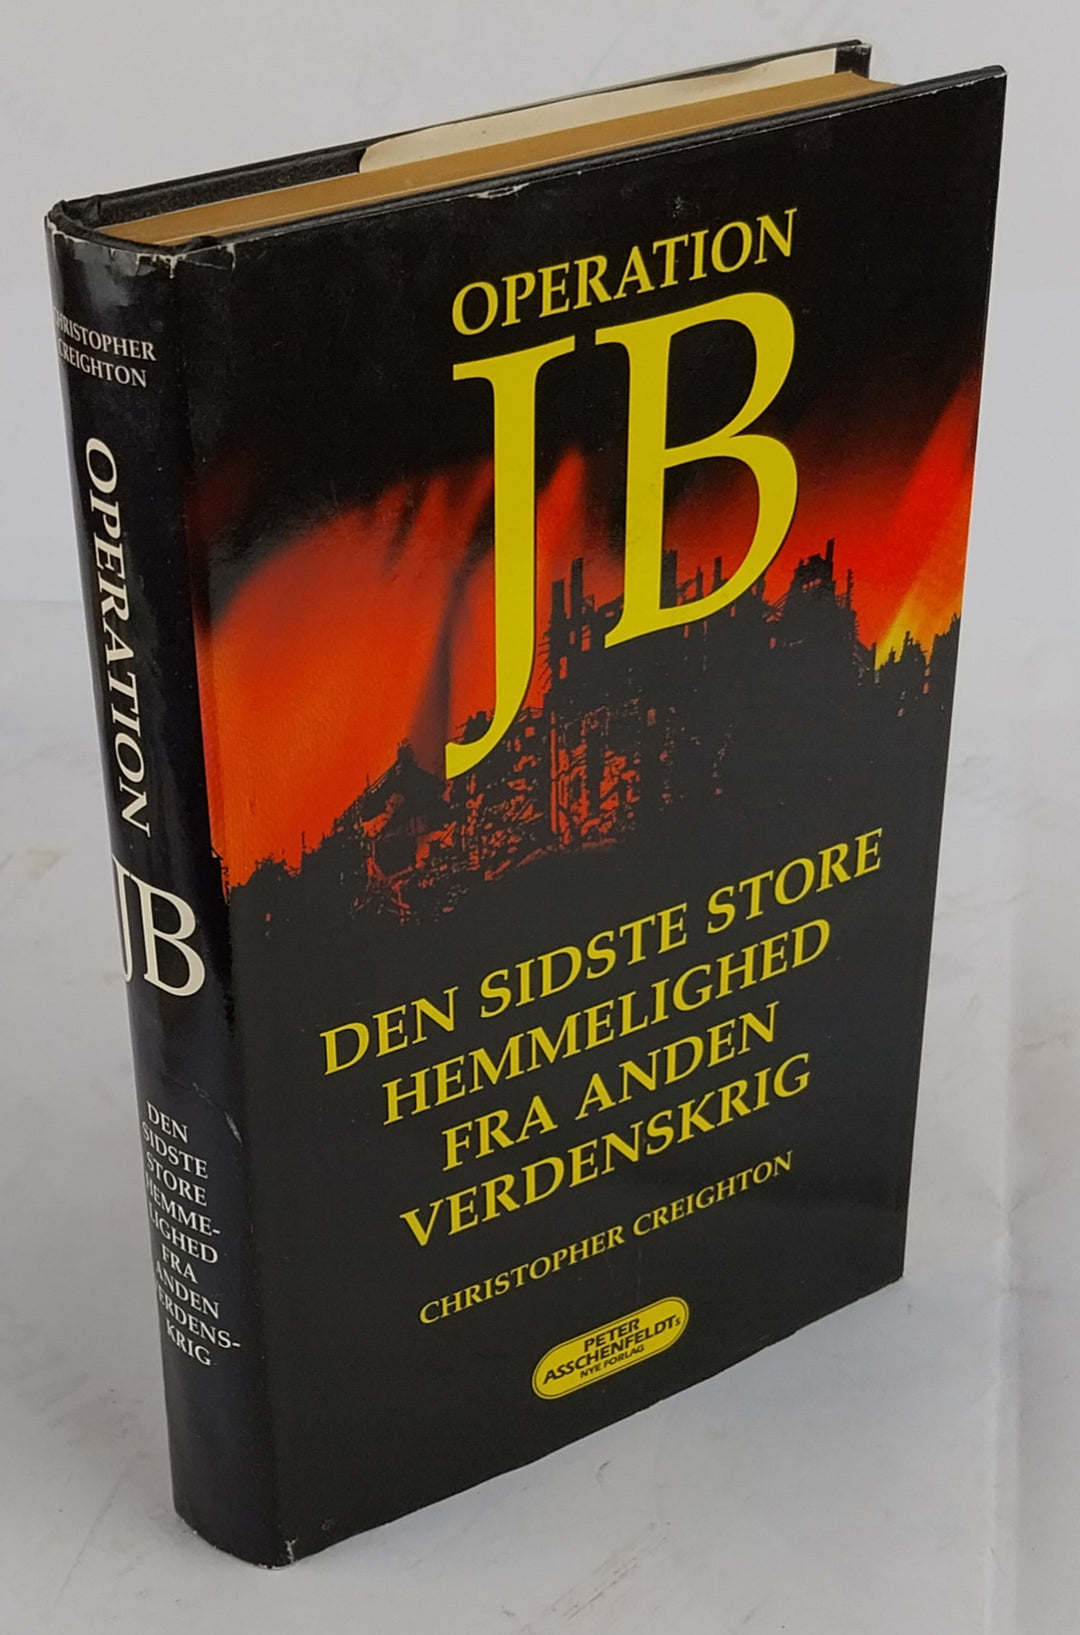 CHRISTOPHER
CREIGHTON
OPERATION
JB
DEN
SIDSTE
STORE
HEMME-
LIGHED
FRA
ANDEN
VERDENS-
KRIG
OPERATION
JB
DEN SIDSTE STORE
HEMMELIGHED
FRA ANDEN
VERDENSKRIG
CHRISTOPHER CREIGHTON
PETER
ASSCHENFELDTs
NYE FORLAG